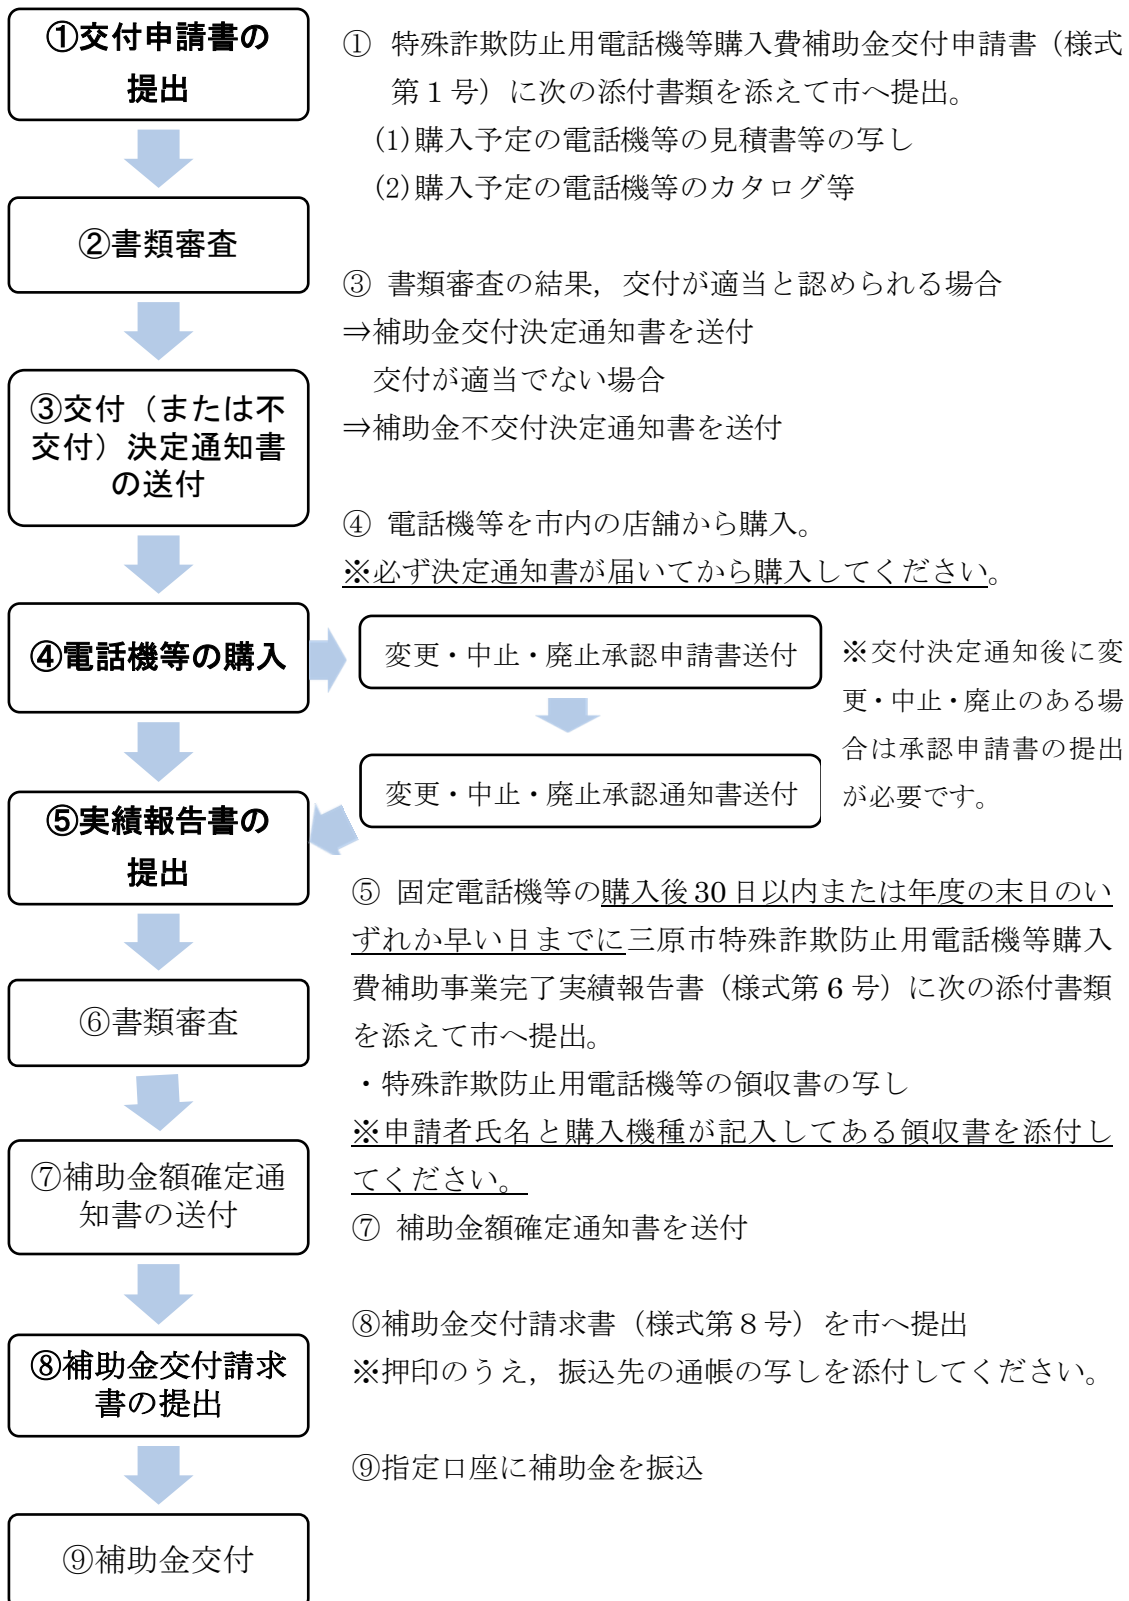 ①交付申請書の
提出
① 特殊詐欺防止用電話機等購入費補助金交付申請書（様式
第１号）に次の添付書類を添えて市へ提出。
(1)購入予定の電話機等の見積書等の写し
(2)購入予定の電話機等のカタログ等
②書類審査
③ 書類審査の結果，交付が適当と認められる場合
⇒補助金交付決定通知書を送付
交付が適当でない場合
⇒補助金不交付決定通知書を送付
③交付（または不
交付）決定通知書
の送付
④ 電話機等を市内の店舗から購入。
※必ず決定通知書が届いてから購入してください。
④電話機等の購入
変更・中止・廃止承認申請書送付
変更・中止・廃止承認通知書送付
※交付決定通知後に変
更・中止・廃止のある場
合は承認申請書の提出
が必要です。
⑤実績報告書の
提出
⑤ 固定電話機等の購入後 30 日以内または年度の末日のい
ずれか早い日までに三原市特殊詐欺防止用電話機等購入
費補助事業完了実績報告書（様式第 6 号）に次の添付書類
を添えて市へ提出。
・特殊詐欺防止用電話機等の領収書の写し
※申請者氏名と購入機種が記入してある領収書を添付し
てください。
⑥書類審査
⑦補助金額確定通
知書の送付
⑦ 補助金額確定通知書を送付
⑧補助金交付請求書（様式第８号）を市へ提出
※押印のうえ，振込先の通帳の写しを添付してください。
⑧補助金交付請求
書の提出
⑨指定口座に補助金を振込
⑨補助金交付